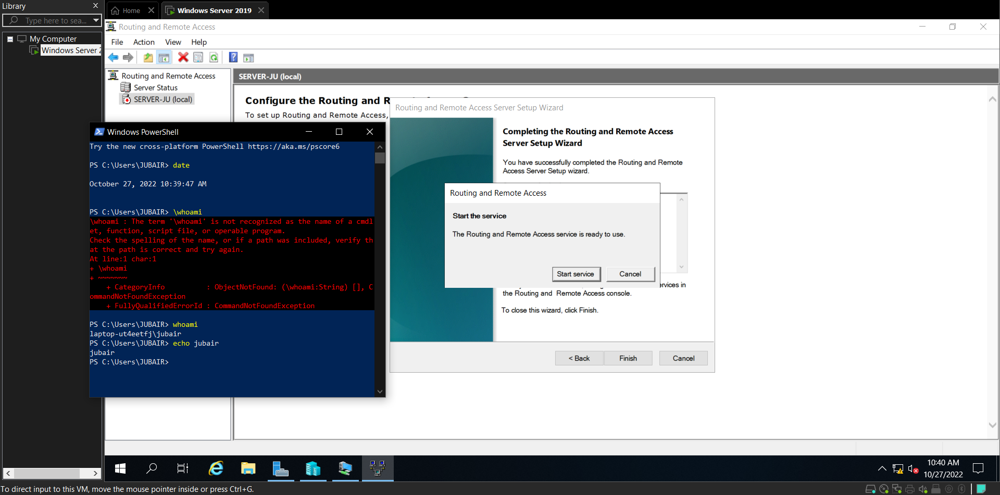 Library
Type here to sea...
My Computer
Windows Server 2
Home
Windows Server 2019
Routing and Remote Access
File Action View Help
Routing and Remote Access
Server Status
SERVER-JU (local)
SERVER-JU (local)
Configure the Routing and R
To set up Routing and Remote Access,
Windows PowerShell
Try the new cross-platform PowerShell https://aka.ms/pscore6
PS C:\Users\JUBAIR> date
October 27, 2022 10:39:47 AM
PS C:\Users\JUBAIR> \whoami
\whoami : The term '\whoami' is not recognized as the name of a cmdl
et, function, script file, or operable program.
Check the spelling of the name, or if a path was included, verify th
at the path is correct and try again.
At line:1 char:1
+ \whoami
+ ~~~~~~~
    + CategoryInfo          : ObjectNotFound: (\whoami:String) [], C
ommandNotFoundException
    + FullyQualifiedErrorId : CommandNotFoundException
PS C:\Users\JUBAIR> whoami
laptop-ut4eetfj\jubair
PS C:\Users\JUBAIR> echo jubair
jubair
PS C:\Users\JUBAIR>
Routing and Remote Access Server Setup Wizard
Completing the Routing and Remote Access
Server Setup Wizard
You have successfully completed the Routing and Remote
Access Server Setup wizard.
Routing and Remote Access
Start the service
The Routing and Remote Access service is ready to use.
Start service
Cancel
ervices in
the Routing and Remote Access console.
To close this wizard, click Finish.
< Back
Finish
Cancel
10:40 AM
10/27/2022
To direct input to this VM, move the mouse pointer inside or press Ctrl+G.